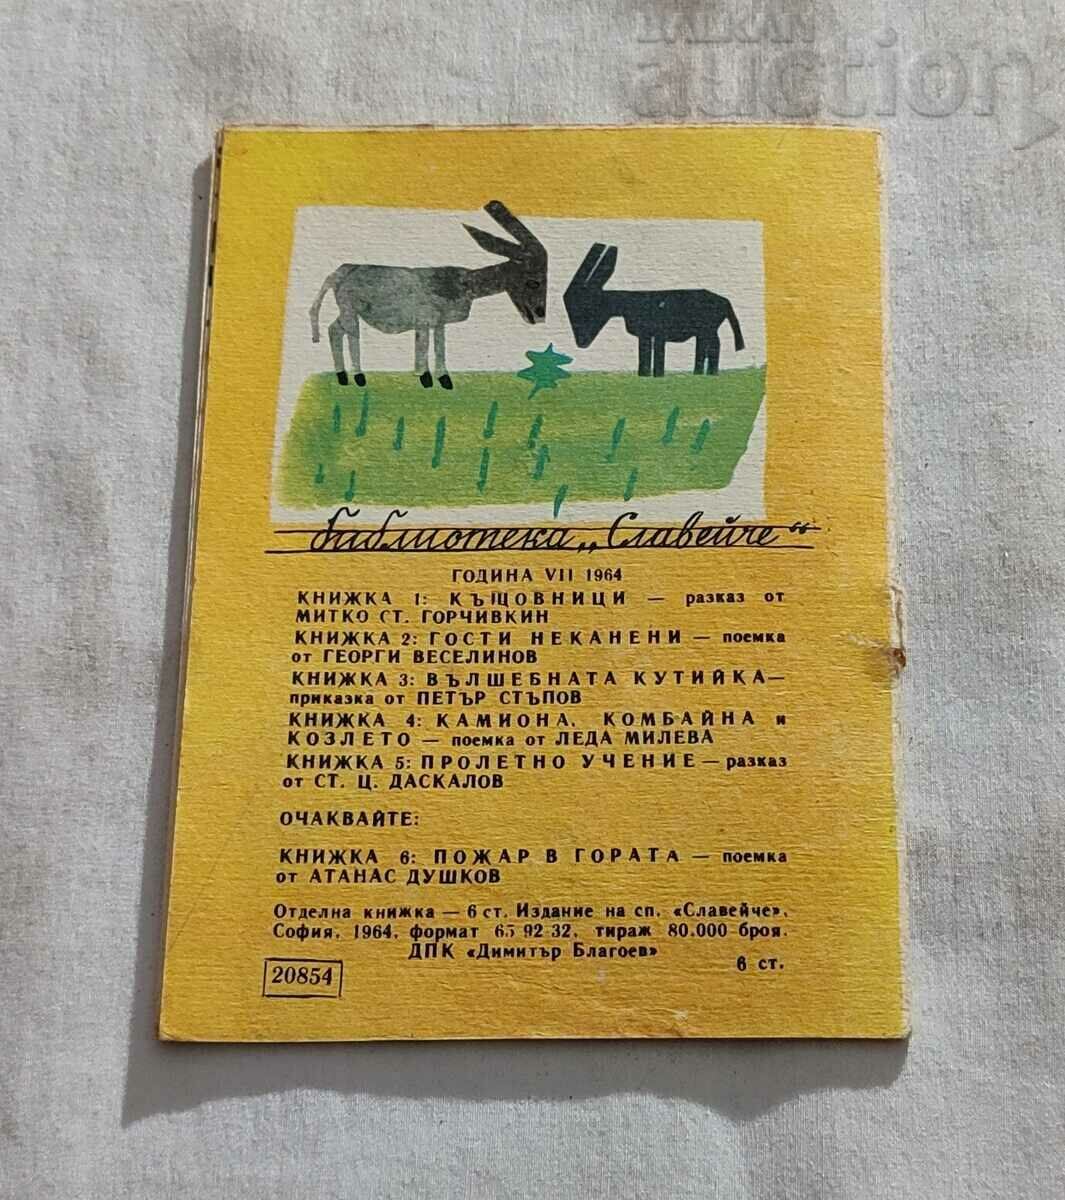 BALKAN
auction
библиотека „Славейче“
ГОДИНА VII 1964
КНИЖКА 1: КЪЩОВНИЦИ — разказ от
МИТКО СТ. ГОРЧИВКИН
КНИЖКА 2: ГОСТИ НЕКАНЕНИ — поемка
от ГЕОРГИ ВЕСЕЛИНОВ
КНИЖКА 3: ВЪЛШЕБНАТА КУТИЙКА—
приказка от ПЕТЪР СТЪПОВ
КНИЖКА 4: КАМИОНА, КОМБАЙНА и
КОЗЛЕТО — поемка от ЛЕДА МИЛЕВА
КНИЖКА 5: ПРОЛЕТНО УЧЕНИЕ — разказ
от СТ. Ц. ДАСКАЛОВ
ОЧАКВАЙТЕ:
КНИЖКА 6: ПОЖАР В ГОРАТА — поемка
от АТАНАС ДУШКОВ
Отделна книжка — 6 ст. Издание на сп. «Славейче»,
София, 1964, формат 65 92 32, тираж 80.000 броя.
ДПК «Димитър Благоев»
6 ст.
20854